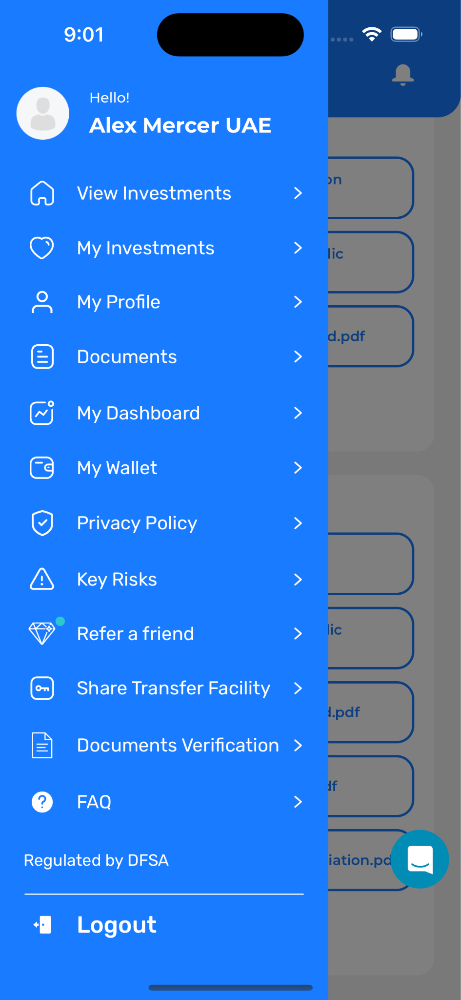 9:01
Hello!
Alex Mercer UAE
View Investments
My Investments
My Profile
Documents
My Dashboard
My Wallet
Privacy Policy
Key Risks
Refer a friend
Share Transfer Facility
Documents Verification
FAQ
Regulated by DFSA
Logout
on
lic
d.pdf
lic
d.pdf
df
iation.pd